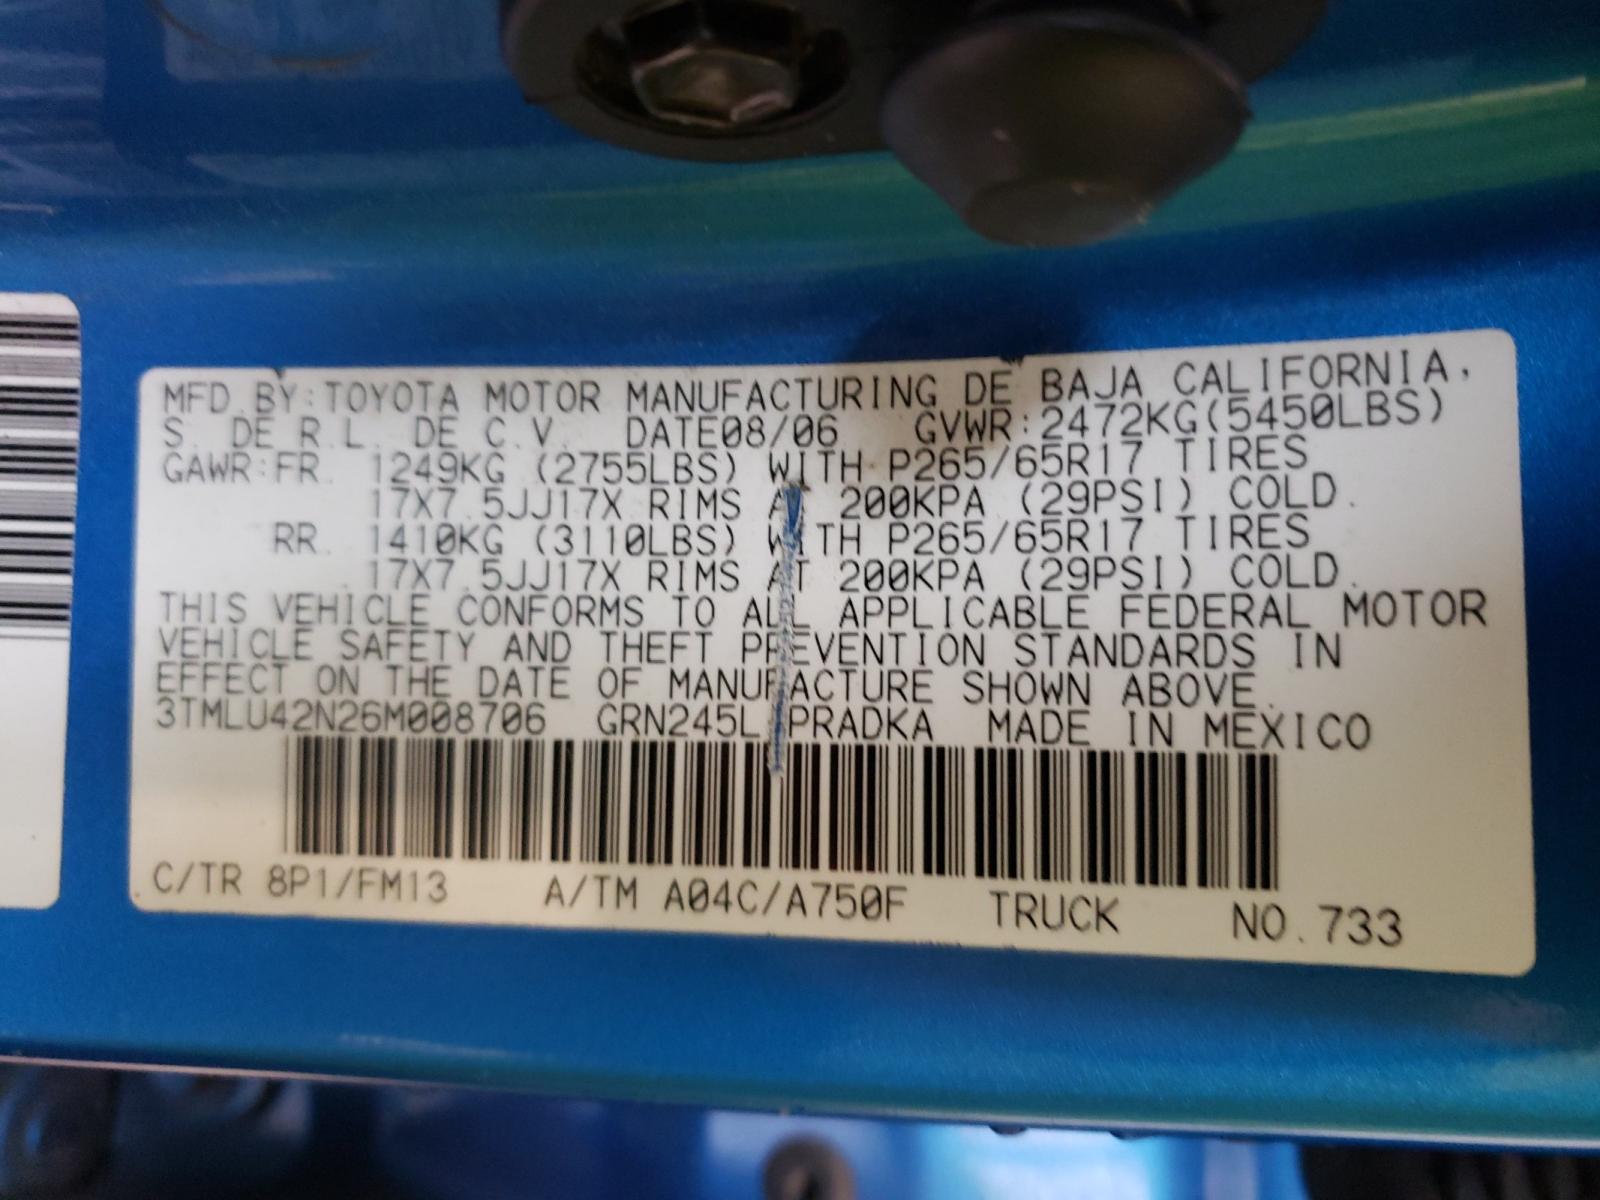 MFD.BY:TOYOTA MOTOR MANUFACTURING DE BAJA CALIFORNIA,
S. DE R.L. DE C.V. DATE08/06 GVWR:2472KG(5450LBS)
GAWR:FR. 1249KG (2755LBS) WITH P265/65R17 TIRES
17X7.5JJ17X RIMS AT 200KPA (29PSI) COLD.
RR. 1410KG (3110LBS) WITH P265/65R17 TIRES
17X7.5JJ17X RIMS AT 200KPA (29PSI) COLD.
THIS VEHICLE CONFORMS TO ALL APPLICABLE FEDERAL MOTOR
VEHICLE SAFETY AND THEFT PREVENTION STANDARDS IN
EFFECT ON THE DATE OF MANUFACTURE SHOWN ABOVE.
3TMLU42N26M008706 GRN245L PRADKA MADE IN MEXICO
C/TR 8P1/FM13 A/TM A04C/A750F TRUCK NO.733